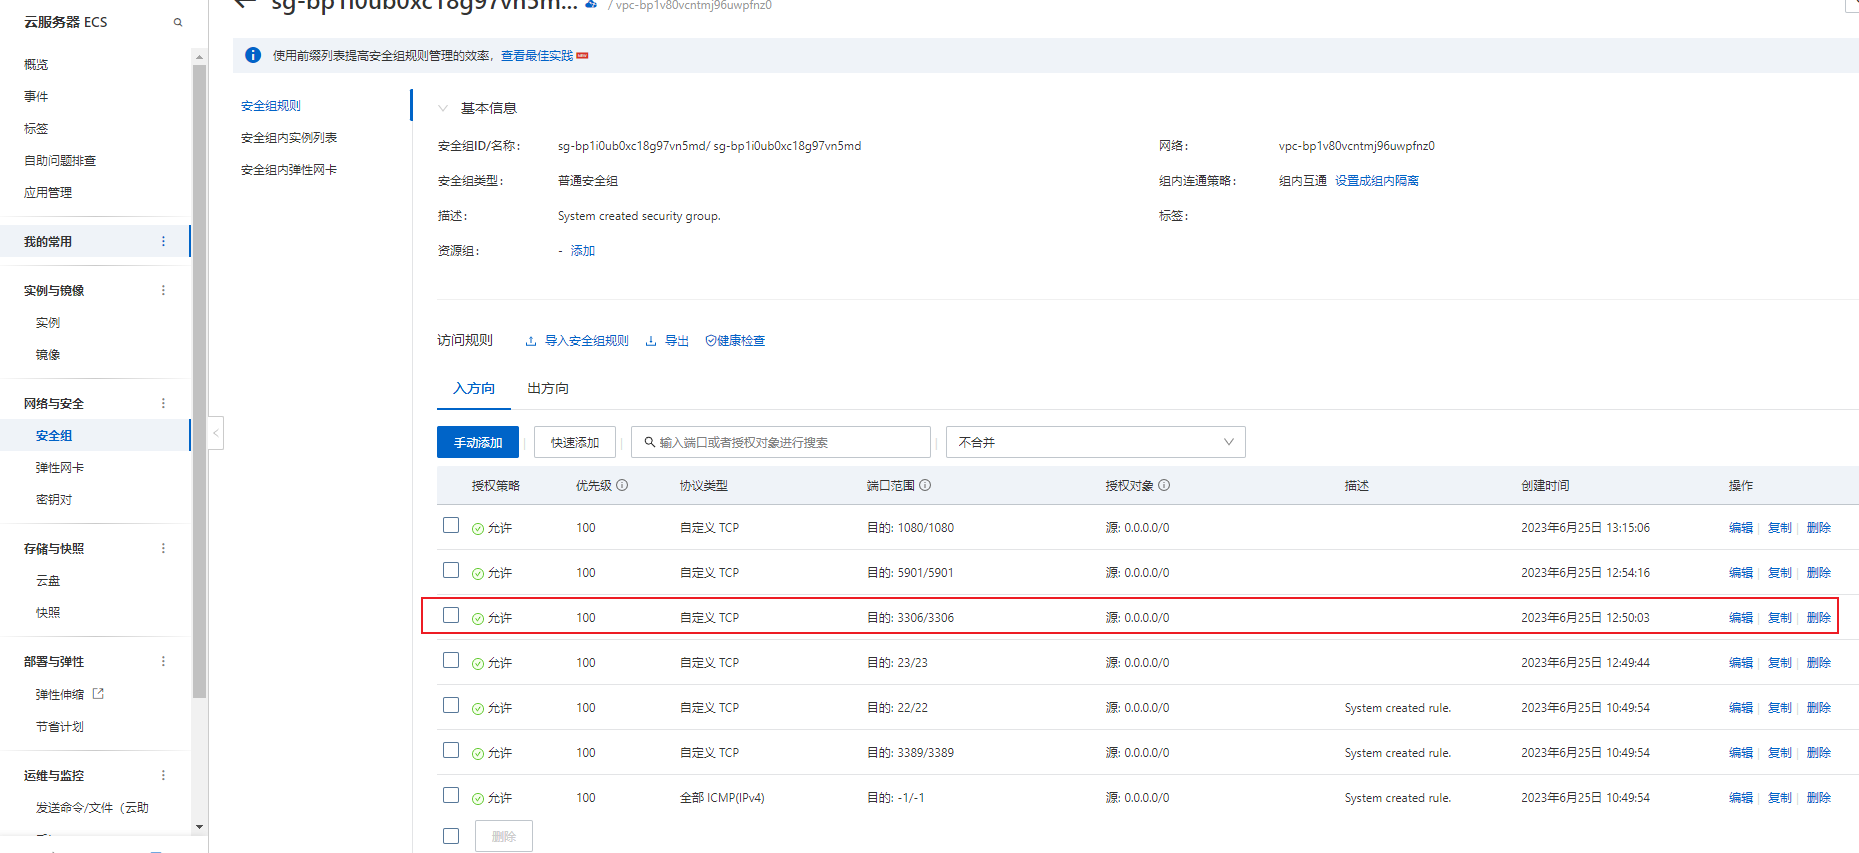 云服务器 ECS
概览
事件
标签
自助问题排查
应用管理
我的常用
实例与镜像
实例
镜像
网络与安全
安全组
弹性网卡
密钥对
存储与快照
云盘
快照
部署与弹性
弹性伸缩
节省计划
运维与监控
发送命令/文件（云助
sg-bp1i0ub0xc18g97vn5m... / vpc-bp1v80vcntmj96uwpfnz0
使用前缀列表提高安全组规则管理的效率，查看最佳实践
安全组规则
安全组内实例列表
安全组内弹性网卡
基本信息
安全组ID/名称： sg-bp1i0ub0xc18g97vn5md/ sg-bp1i0ub0xc18g97vn5md 网络： vpc-bp1v80vcntmj96uwpfnz0
安全组类型： 普通安全组 组内连通策略： 组内互通 设置成组内隔离
描述： System created security group. 标签：
资源组： - 添加
访问规则 导入安全组规则 导出 健康检查
入方向 出方向
手动添加 快速添加 输入端口或者授权对象进行搜索 不合并
授权策略 优先级 协议类型 端口范围 授权对象 描述 创建时间 操作
允许 100 自定义 TCP 目的: 1080/1080 源: 0.0.0.0/0 2023年6月25日 13:15:06 编辑 复制 删除
允许 100 自定义 TCP 目的: 5901/5901 源: 0.0.0.0/0 2023年6月25日 12:54:16 编辑 复制 删除
允许 100 自定义 TCP 目的: 3306/3306 源: 0.0.0.0/0 2023年6月25日 12:50:03 编辑 复制 删除
允许 100 自定义 TCP 目的: 23/23 源: 0.0.0.0/0 2023年6月25日 12:49:44 编辑 复制 删除
允许 100 自定义 TCP 目的: 22/22 源: 0.0.0.0/0 System created rule. 2023年6月25日 10:49:54 编辑 复制 删除
允许 100 自定义 TCP 目的: 3389/3389 源: 0.0.0.0/0 System created rule. 2023年6月25日 10:49:54 编辑 复制 删除
允许 100 全部 ICMP(IPv4) 目的: -1/-1 源: 0.0.0.0/0 System created rule. 2023年6月25日 10:49:54 编辑 复制 删除
删除